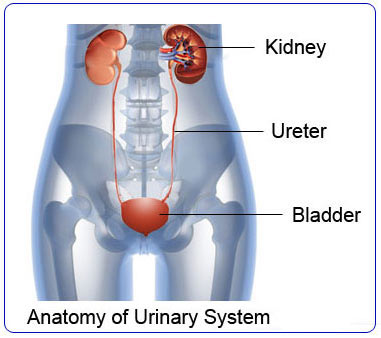 Kidney
Ureter
Bladder
Anatomy of Urinary System